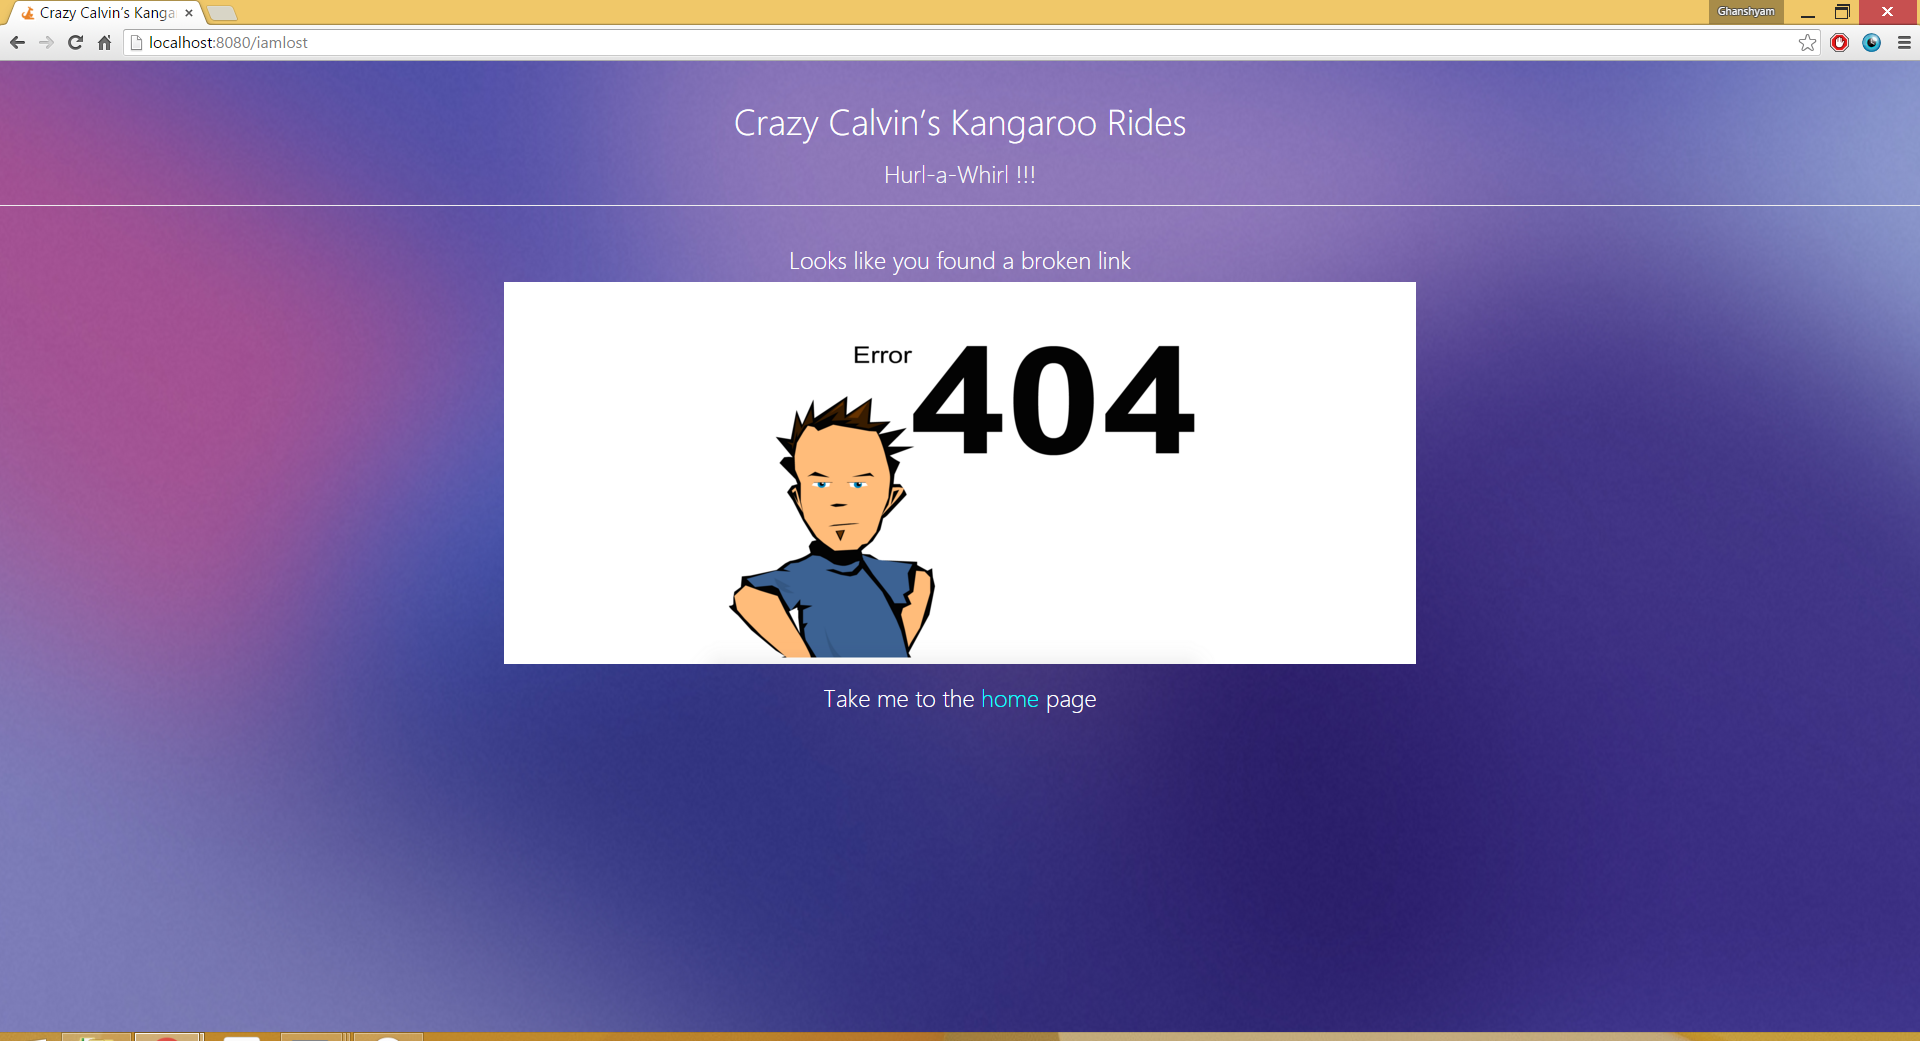 Crazy Calvin’s Kanga
Ghanshyam
localhost:8080/iamlost
Crazy Calvin’s Kangaroo Rides
Hurl-a-Whirl !!!
Looks like you found a broken link
Error 404
Take me to the home page